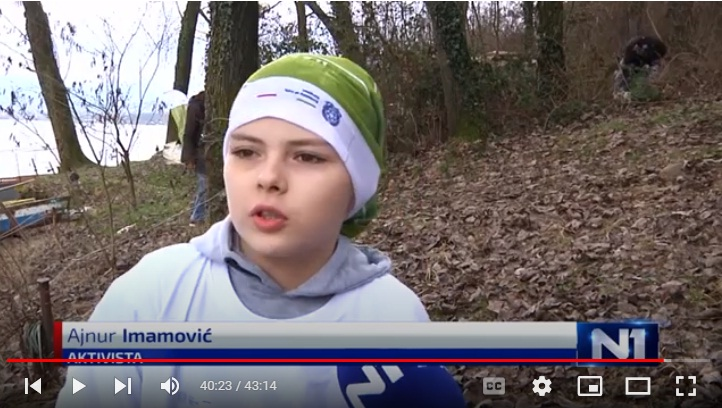 Ajnur Imamović
N1
AKTIVISTA
40:23 / 43:14
CC